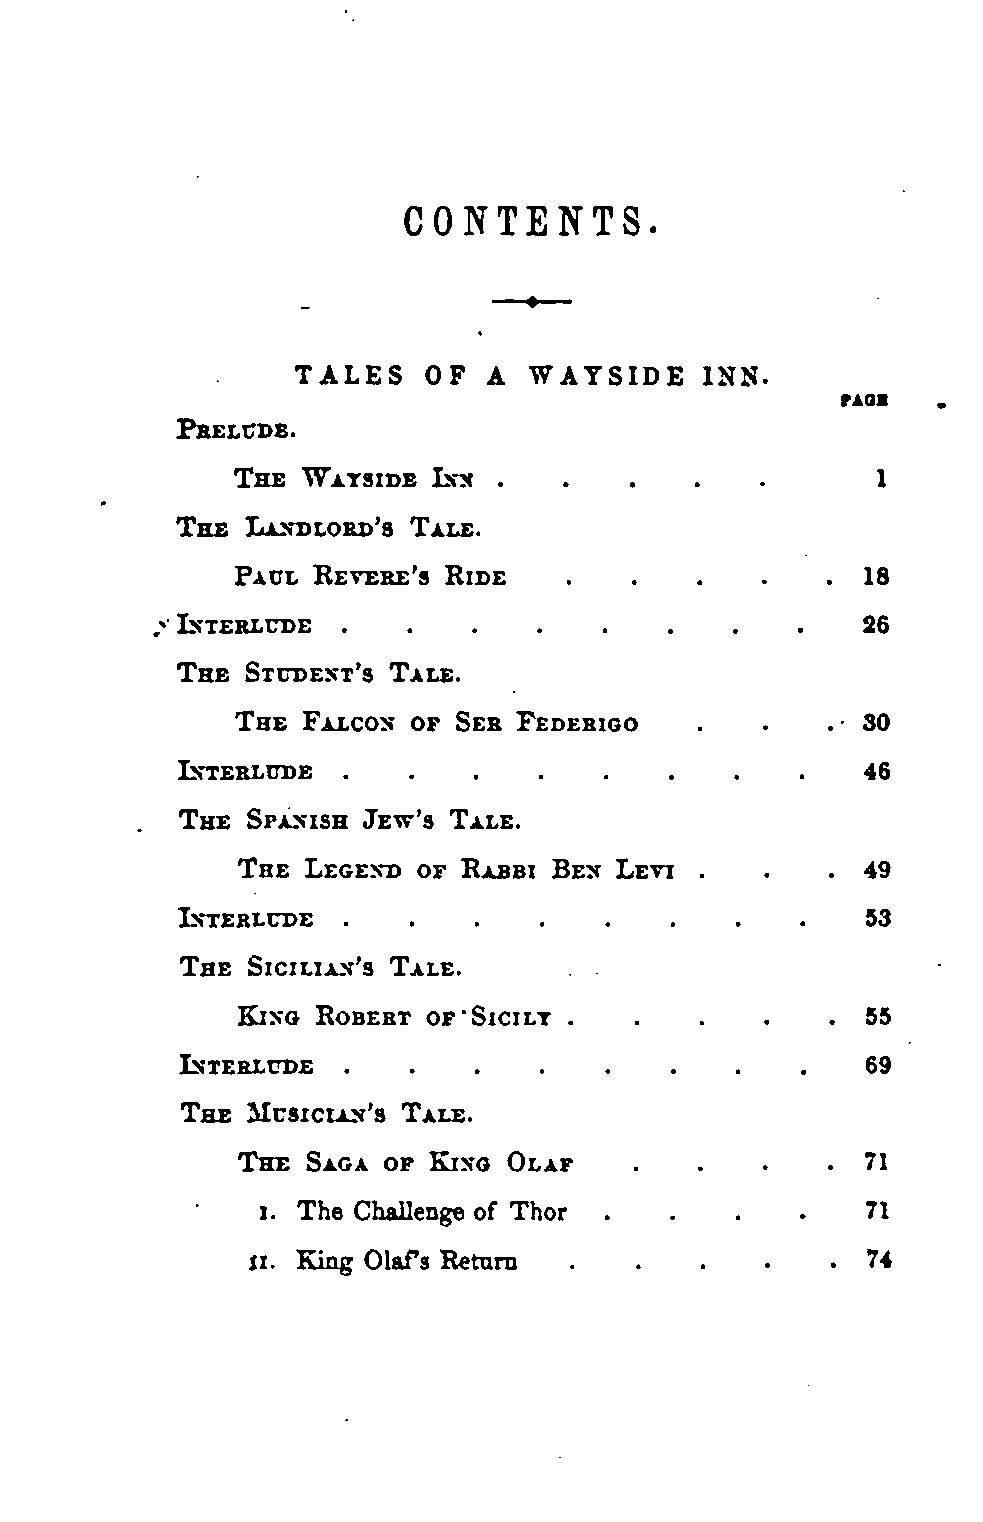 CONTENTS.
TALES OF A WAYSIDE INN.
PAGE
PRELUDE.
THE WAYSIDE INN . . . . . 1
THE LANDLORD'S TALE.
PAUL REVERE'S RIDE . . . . . 18
INTERLUDE . . . . . . . . 26
THE STUDENT'S TALE.
THE FALCON OF SER FEDERIGO . . . 30
INTERLUDE . . . . . . . . 46
THE SPANISH JEW'S TALE.
THE LEGEND OF RABBI BEN LEVI . . . 49
INTERLUDE . . . . . . . . 53
THE SICILIAN'S TALE.
KING ROBERT OF SICILY . . . . . 55
INTERLUDE . . . . . . . . 69
THE MUSICIAN'S TALE.
THE SAGA OF KING OLAF . . . . 71
I. The Challenge of Thor . . . . 71
II. King Olaf's Return . . . . . 74